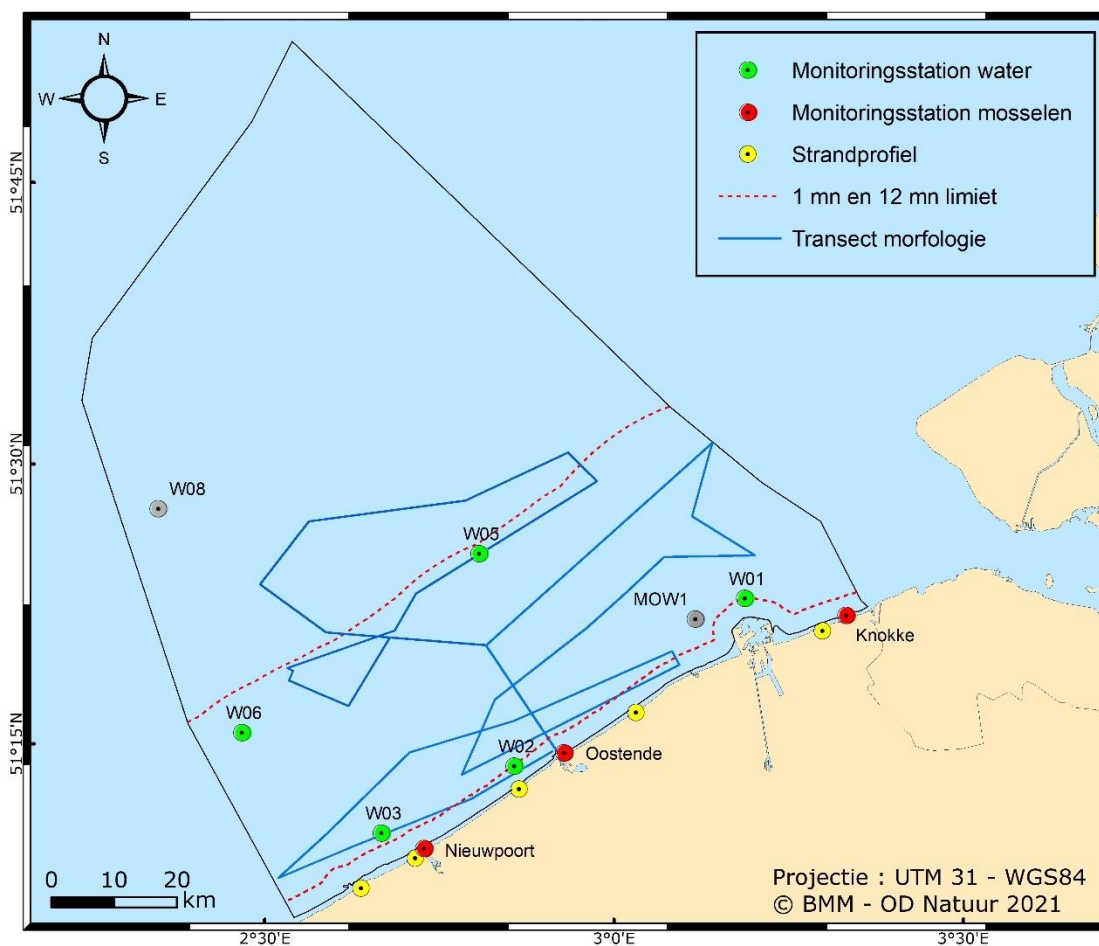 N
W
E
S
Monitoringsstation water
Monitoringsstation mosselen
Strandprofiel
1 mn en 12 mn limiet
Transect morfologie
51°45'N
51°30'N
51°15'N
W08
W05
MOW1
W01
Knokke
W06
W02
Oostende
W03
Nieuwpoort
0 10 20
km
Projectie : UTM 31 - WGS84
© BMM - OD Natuur 2021
2°30'E
3°0'E
3°30'E